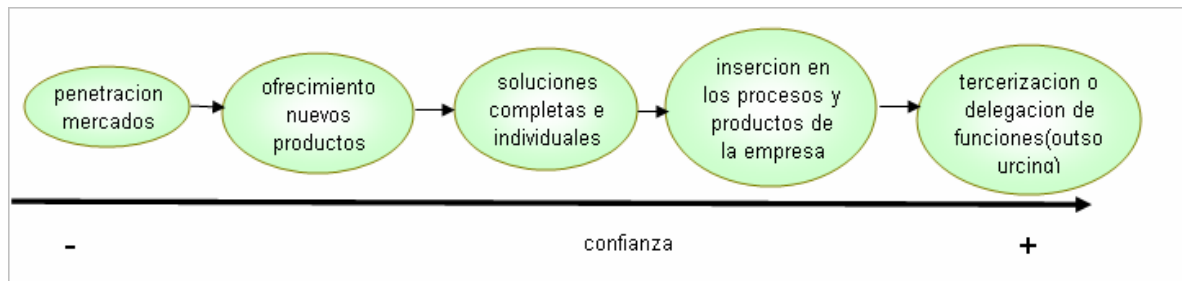 penetracion
mercados
ofrecimiento
nuevos
productos
soluciones
completas e
individuales
insercion en
los procesos y
productos de
la empresa
tercerizacion o
delegacion de
funciones(outso
urcing)
-
confianza
+